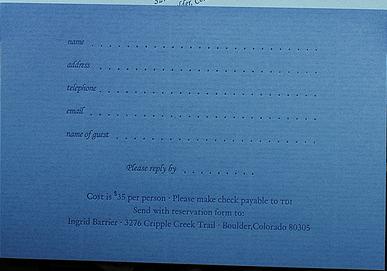 name
address
telephone
email
name of guest
Please reply by
Cost is $35 per person · Please make check payable to TDI
Send with reservation form to:
Ingrid Barrier · 3276 Cripple Creek Trail · Boulder,Colorado 80305